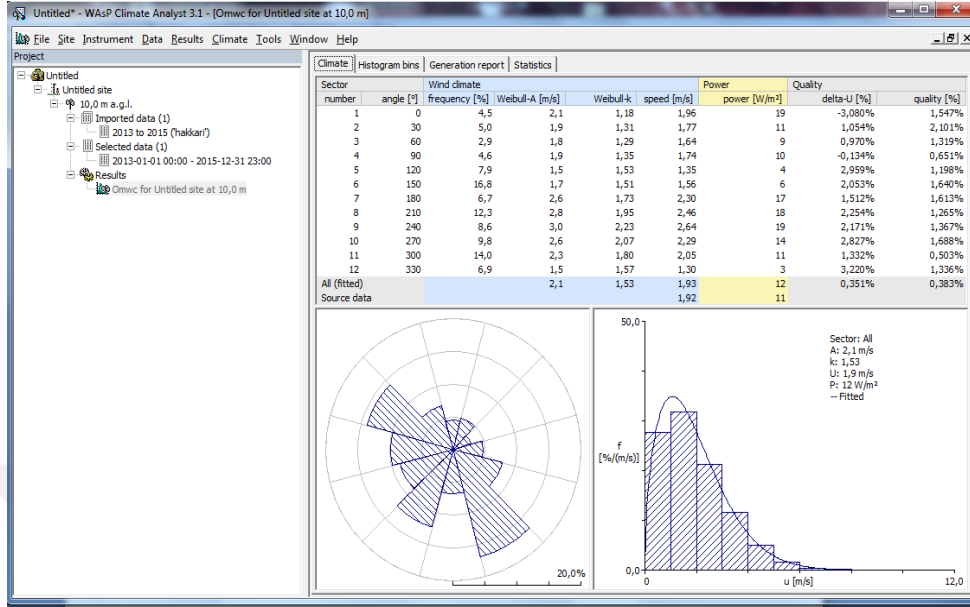 Untitled* - WAsP Climate Analyst 3.1 - [Omwc for Untitled site at 10,0 m]
File Site Instrument Data Results Climate Tools Window Help
Project
Untitled
Untitled site
10,0 m a.g.l.
Imported data (1)
2013 to 2015 ('hakkari')
Selected data (1)
2013-01-01 00:00 - 2015-12-31 23:00
Results
Omwc for Untitled site at 10,0 m
Climate Histogram bins Generation report Statistics
Sector Wind climate Power Quality
number angle [°] frequency [%] Weibull-A [m/s] Weibull-k speed [m/s] power [W/m²] delta-U [%] quality [%]
1 0 4,5 2,1 1,18 1,96 19 -3,080% 1,547%
2 30 5,0 1,9 1,31 1,77 11 1,054% 2,101%
3 60 2,9 1,8 1,29 1,64 9 0,970% 1,319%
4 90 4,6 1,9 1,35 1,74 10 -0,134% 0,651%
5 120 7,9 1,5 1,53 1,35 4 2,959% 1,198%
6 150 16,8 1,7 1,51 1,56 6 2,053% 1,640%
7 180 6,7 2,6 1,73 2,30 17 1,512% 1,613%
8 210 12,3 2,8 1,95 2,46 18 2,254% 1,265%
9 240 8,6 3,0 2,23 2,64 19 2,171% 1,367%
10 270 9,8 2,6 2,07 2,29 14 2,827% 1,688%
11 300 14,0 2,3 1,80 2,05 11 1,332% 0,503%
12 330 6,9 1,5 1,57 1,30 3 3,220% 1,336%
All (fitted) 2,1 1,53 1,93 12 0,351% 0,383%
Source data 1,92 11
20,0%
50,0
f
[%/(m/s)]
0,0
0 u [m/s] 12,0
Sector: All
A: 2,1 m/s
k: 1,53
U: 1,9 m/s
P: 12 W/m²
-- Fitted